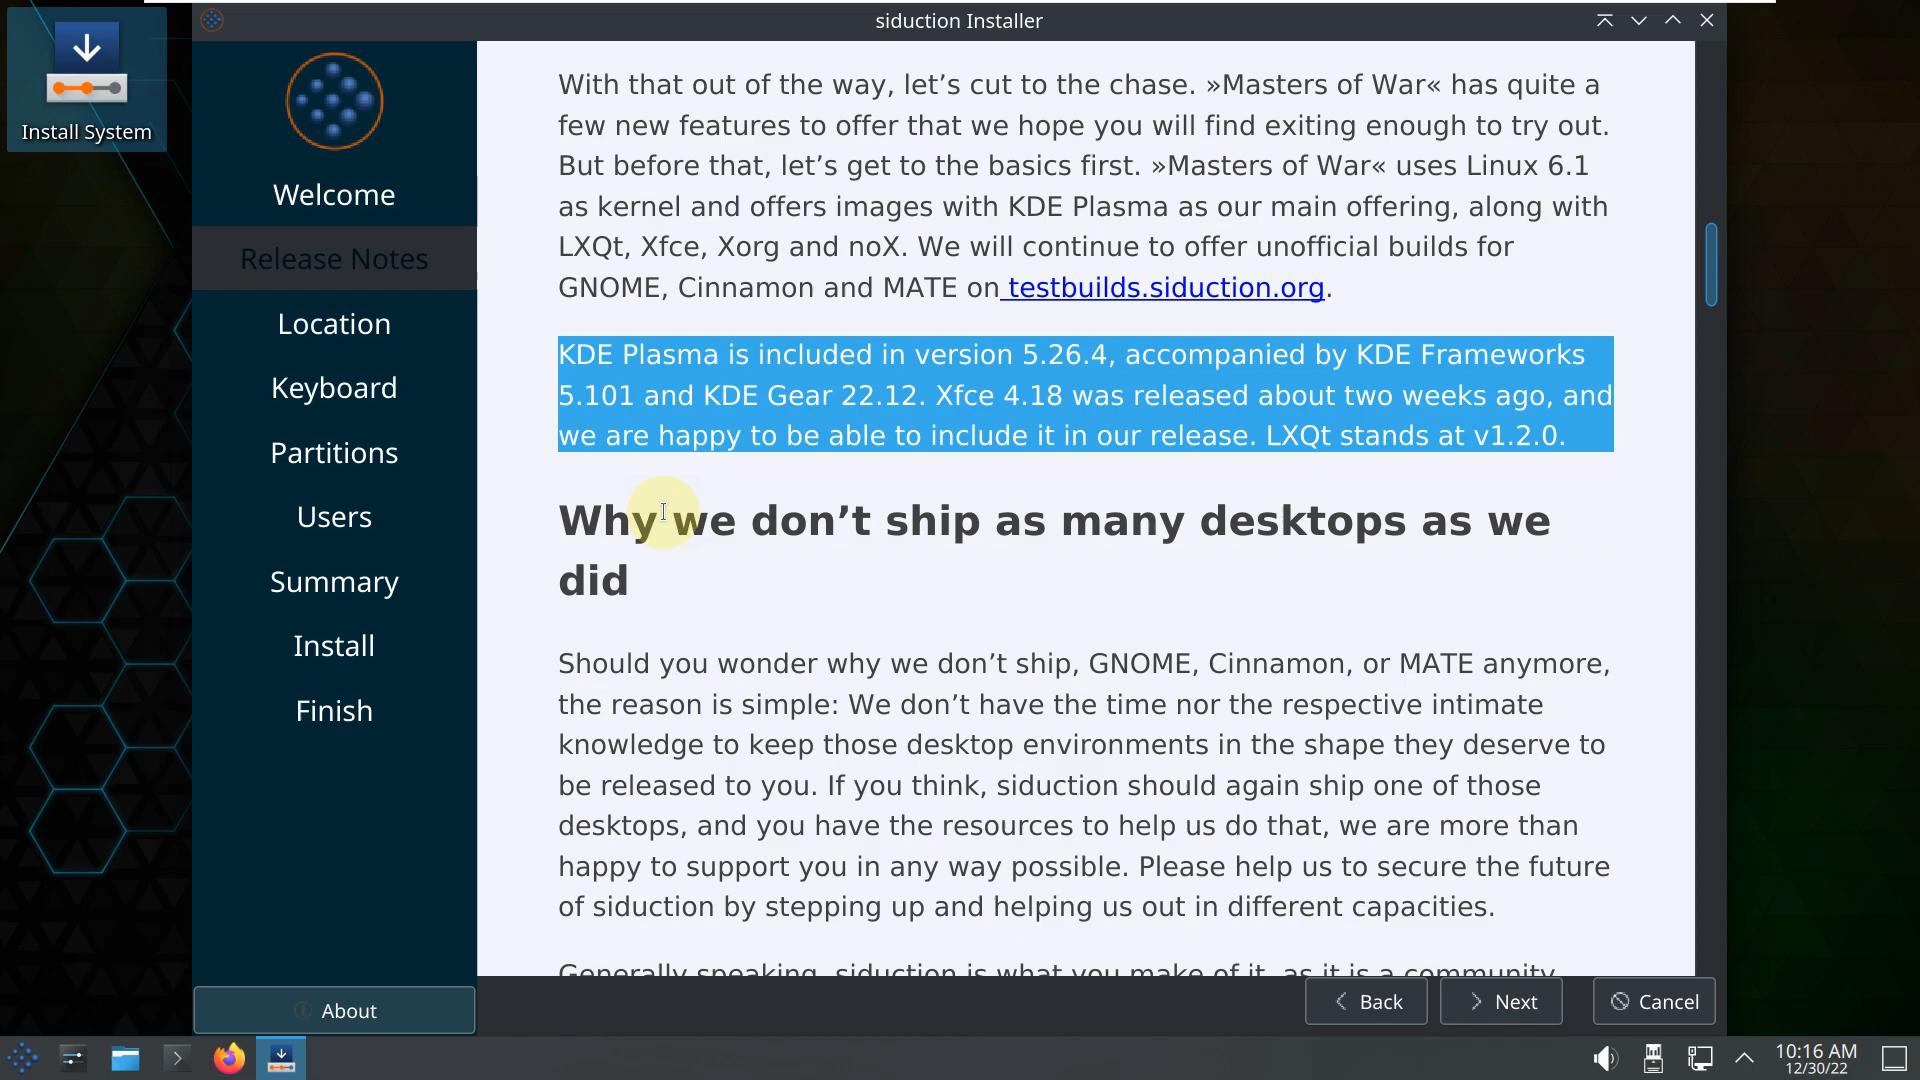 siduction Installer
Install System
Welcome
Release Notes
Location
Keyboard
Partitions
Users
Summary
Install
Finish
About
With that out of the way, let’s cut to the chase. »Masters of War« has quite a
few new features to offer that we hope you will find exiting enough to try out.
But before that, let’s get to the basics first. »Masters of War« uses Linux 6.1
as kernel and offers images with KDE Plasma as our main offering, along with
LXQt, Xfce, Xorg and noX. We will continue to offer unofficial builds for
GNOME, Cinnamon and MATE on testbuilds.siduction.org.
KDE Plasma is included in version 5.26.4, accompanied by KDE Frameworks
5.101 and KDE Gear 22.12. Xfce 4.18 was released about two weeks ago, and
we are happy to be able to include it in our release. LXQt stands at v1.2.0.
Why we don’t ship as many desktops as we
did
Should you wonder why we don’t ship, GNOME, Cinnamon, or MATE anymore,
the reason is simple: We don’t have the time nor the respective intimate
knowledge to keep those desktop environments in the shape they deserve to
be released to you. If you think, siduction should again ship one of those
desktops, and you have the resources to help us do that, we are more than
happy to support you in any way possible. Please help us to secure the future
of siduction by stepping up and helping us out in different capacities.
Generally speaking, siduction is what you make of it, as it is a community
Back
Next
Cancel
10:16 AM
12/30/22